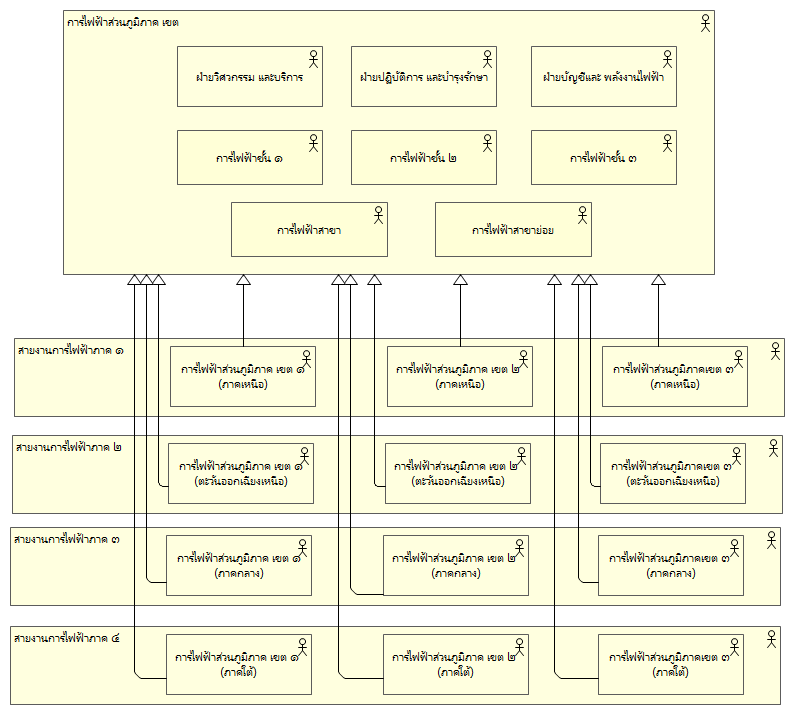 การไฟฟ้าส่วนภูมิภาค เขต
ฝ่ายวิศวกรรม และบริการ
ฝ่ายปฏิบัติการ และบำรุงรักษา
ฝ่ายบัญชีและ พลังงานไฟฟ้า
การไฟฟ้าชั้น ๑
การไฟฟ้าชั้น ๒
การไฟฟ้าชั้น ๓
การไฟฟ้าสาขา
การไฟฟ้าสาขาย่อย
สายงานการไฟฟ้าภาค ๑
การไฟฟ้าส่วนภูมิภาค เขต ๑
(ภาคเหนือ)
การไฟฟ้าส่วนภูมิภาค เขต ๒
(ภาคเหนือ)
การไฟฟ้าส่วนภูมิภาคเขต ๓
(ภาคเหนือ)
สายงานการไฟฟ้าภาค ๒
การไฟฟ้าส่วนภูมิภาค เขต ๑
(ตะวันออกเฉียงเหนือ)
การไฟฟ้าส่วนภูมิภาค เขต ๒
(ตะวันออกเฉียงเหนือ)
การไฟฟ้าส่วนภูมิภาคเขต ๓
(ตะวันออกเฉียงเหนือ)
สายงานการไฟฟ้าภาค ๓
การไฟฟ้าส่วนภูมิภาค เขต ๑
(ภาคกลาง)
การไฟฟ้าส่วนภูมิภาค เขต ๒
(ภาคกลาง)
การไฟฟ้าส่วนภูมิภาคเขต ๓
(ภาคกลาง)
สายงานการไฟฟ้าภาค ๔
การไฟฟ้าส่วนภูมิภาค เขต ๑
(ภาคใต้)
การไฟฟ้าส่วนภูมิภาค เขต ๒
(ภาคใต้)
การไฟฟ้าส่วนภูมิภาคเขต ๓
(ภาคใต้)